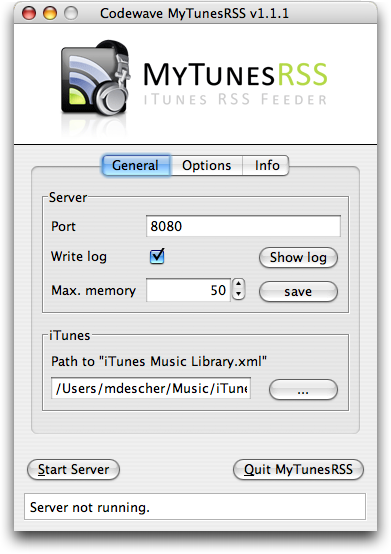 Codewave MyTunesRSS v1.1.1
MyTunesRSS
iTunes RSS Feeder
General Options Info
Server
Port 8080
Write log Show log
Max. memory 50 save
iTunes
Path to "iTunes Music Library.xml"
/Users/mdescher/Music/iTune ...
Start Server Quit MyTunesRSS
Server not running.